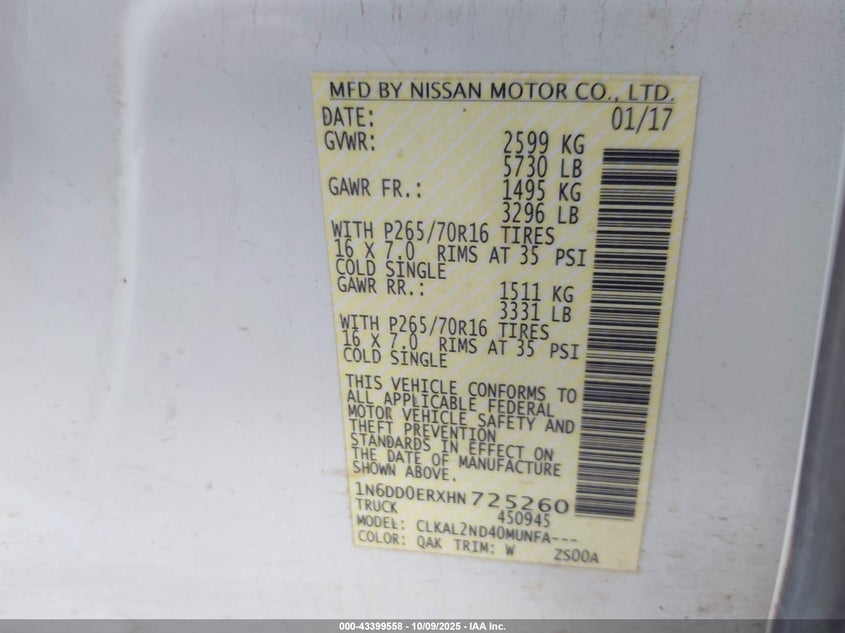 MFD BY NISSAN MOTOR CO., LTD.
DATE: 01/17
GVWR: 2599 KG
5730 LB
GAWR FR.: 1495 KG
3296 LB
WITH P265/70R16 TIRES
16 X 7.0 RIMS AT 35 PSI
COLD SINGLE
GAWR RR.: 1511 KG
3331 LB
WITH P265/70R16 TIRES
16 X 7.0 RIMS AT 35 PSI
COLD SINGLE
THIS VEHICLE CONFORMS TO
ALL APPLICABLE FEDERAL
MOTOR VEHICLE SAFETY AND
THEFT PREVENTION
STANDARDS IN EFFECT ON
THE DATE OF MANUFACTURE
SHOWN ABOVE.
1N6DD0ERXHN 725260
TRUCK 450945
MODEL: CLKAL2ND40MUNFA---
COLOR: QAK TRIM: W ZS00A
000-43399558 - 10/09/2025 - IAA Inc.